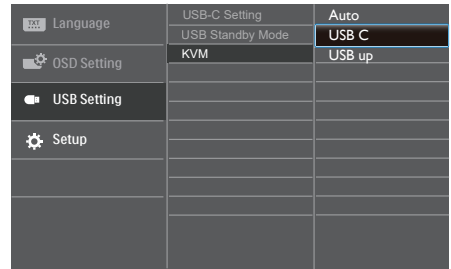 TXT Language
OSD Setting
USB Setting
Setup
USB-C Setting
USB Standby Mode
KVM
Auto
USB C
USB up